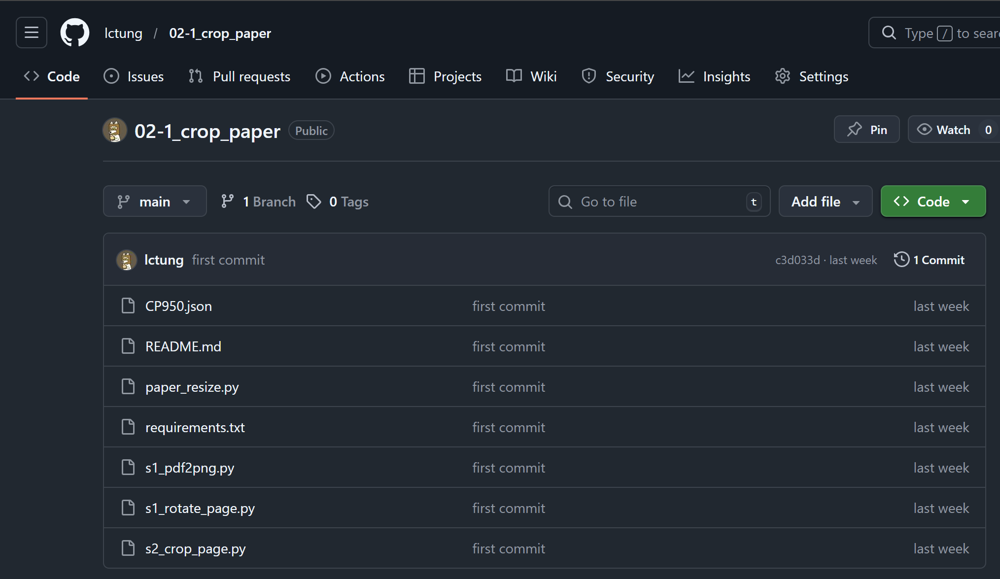 lctung / 02-1_crop_paper
Type / to sear
Code Issues Pull requests Actions Projects Wiki Security Insights Settings
02-1_crop_paper Public Pin Watch 0
main 1 Branch 0 Tags Go to file t Add file Code
lctung first commit c3d033d · last week 1 Commit
CP950.json first commit last week
README.md first commit last week
paper_resize.py first commit last week
requirements.txt first commit last week
s1_pdf2png.py first commit last week
s1_rotate_page.py first commit last week
s2_crop_page.py first commit last week